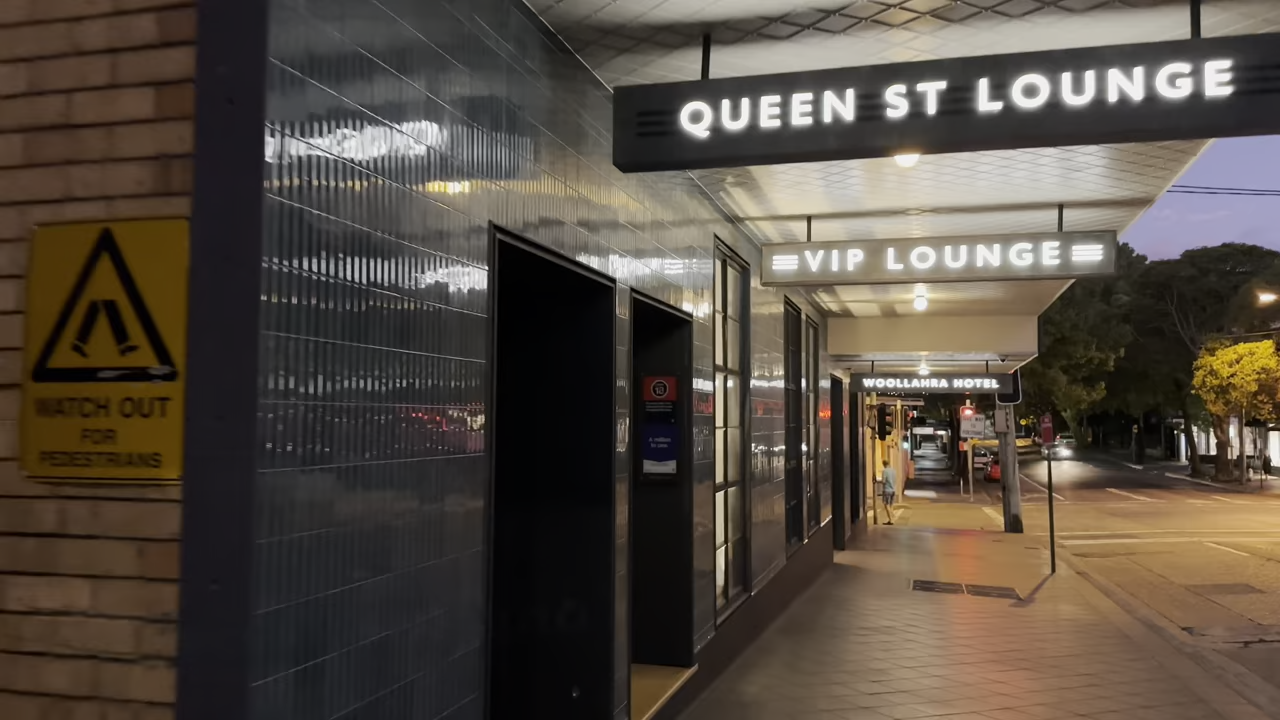 QUEEN ST LOUNGE
VIP LOUNGE
WOOLLAHRA HOTEL
WATCH OUT
FOR
PEDESTRIANS